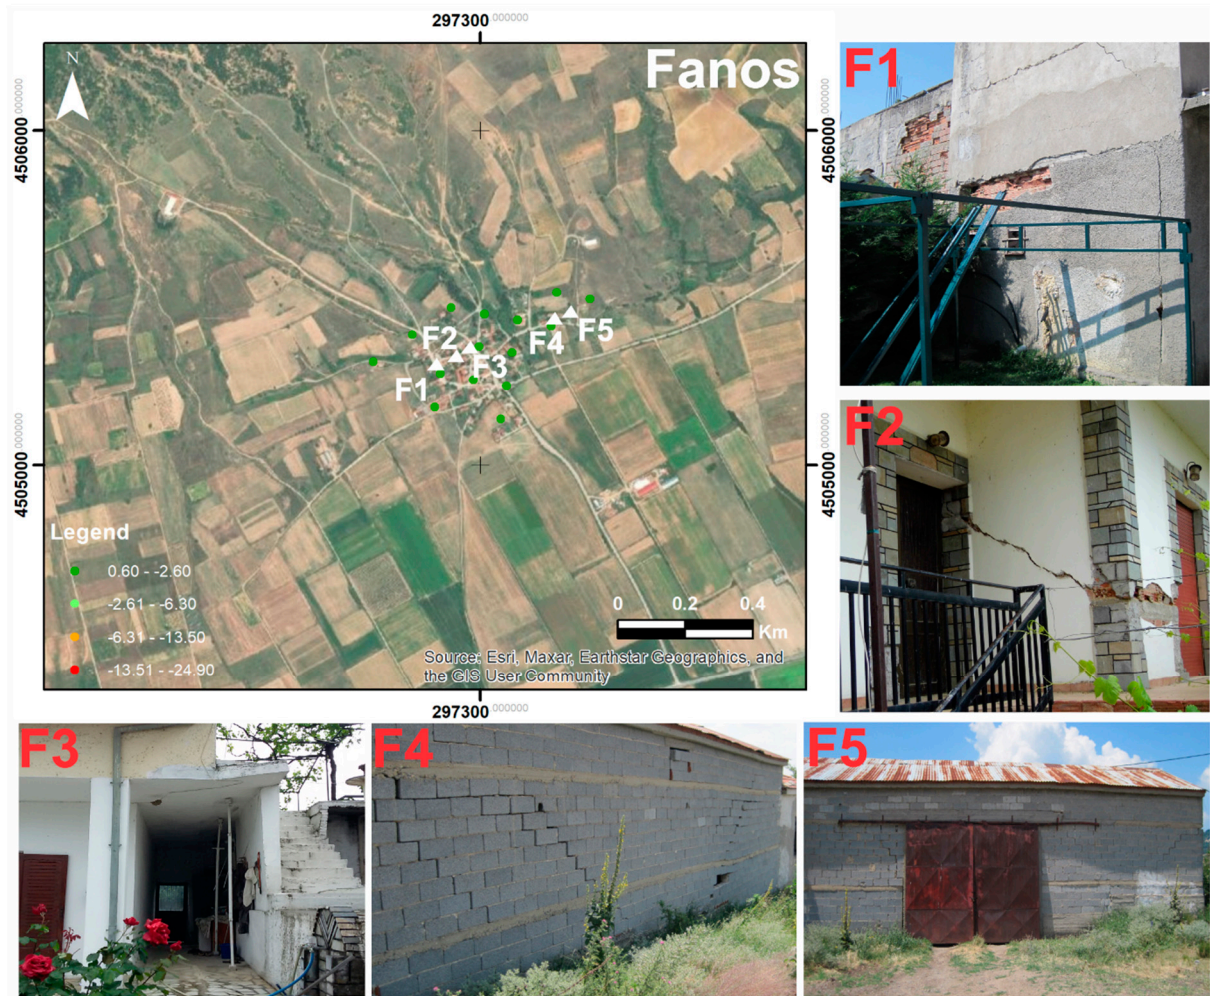 297300.000000
N
Fanos
4506000.000000
4506000.000000
F2
F4
F5
F3
F1
4505000.000000
4505000.000000
Legend
0.60 - -2.60
-2.61 - -6.30
-6.31 - -13.50
-13.51 - -24.90
0 0.2 0.4
Km
Source: Esri, Maxar, Earthstar Geographics, and
the GIS User Community
297300.000000
F1
F2
F3
F4
F5